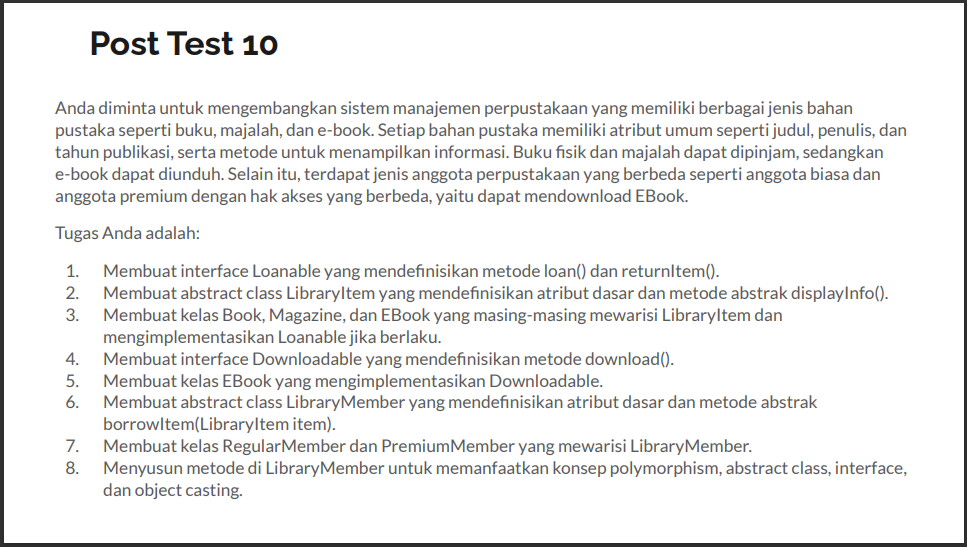 Post Test 10
Anda diminta untuk mengembangkan sistem manajemen perpustakaan yang memiliki berbagai jenis bahan
pustaka seperti buku, majalah, dan e-book. Setiap bahan pustaka memiliki atribut umum seperti judul, penulis, dan
tahun publikasi, serta metode untuk menampilkan informasi. Buku fisik dan majalah dapat dipinjam, sedangkan
e-book dapat diunduh. Selain itu, terdapat jenis anggota perpustakaan yang berbeda seperti anggota biasa dan
anggota premium dengan hak akses yang berbeda, yaitu dapat mendownload EBook.
Tugas Anda adalah:
1. Membuat interface Loanable yang mendefinisikan metode loan() dan returnItem().
2. Membuat abstract class LibraryItem yang mendefinisikan atribut dasar dan metode abstrak displayInfo().
3. Membuat kelas Book, Magazine, dan EBook yang masing-masing mewarisi LibraryItem dan
mengimplementasikan Loanable jika berlaku.
4. Membuat interface Downloadable yang mendefinisikan metode download().
5. Membuat kelas EBook yang mengimplementasikan Downloadable.
6. Membuat abstract class LibraryMember yang mendefinisikan atribut dasar dan metode abstrak
borrowItem(LibraryItem item).
7. Membuat kelas RegularMember dan PremiumMember yang mewarisi LibraryMember.
8. Menyusun metode di LibraryMember untuk memanfaatkan konsep polymorphism, abstract class, interface,
dan object casting.